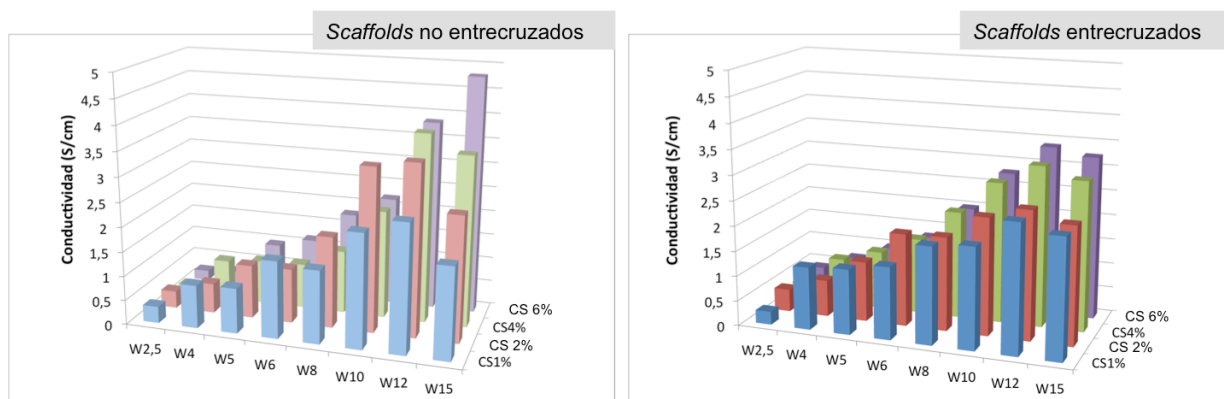 Scaffolds no entrecruzados
Conductividad (S/cm)
5
4,5
4
3,5
3
2,5
2
1,5
1
0,5
0
W2,5
W4
W5
W6
W8
W10
W12
W15
CS 6%
CS4%
CS 2%
CS1%
Scaffolds entrecruzados
Conductividad (S/cm)
5
4,5
4
3,5
3
2,5
2
1,5
1
0,5
0
W2,5
W4
W5
W6
W8
W10
W12
W15
CS 6%
CS4%
CS 2%
CS1%